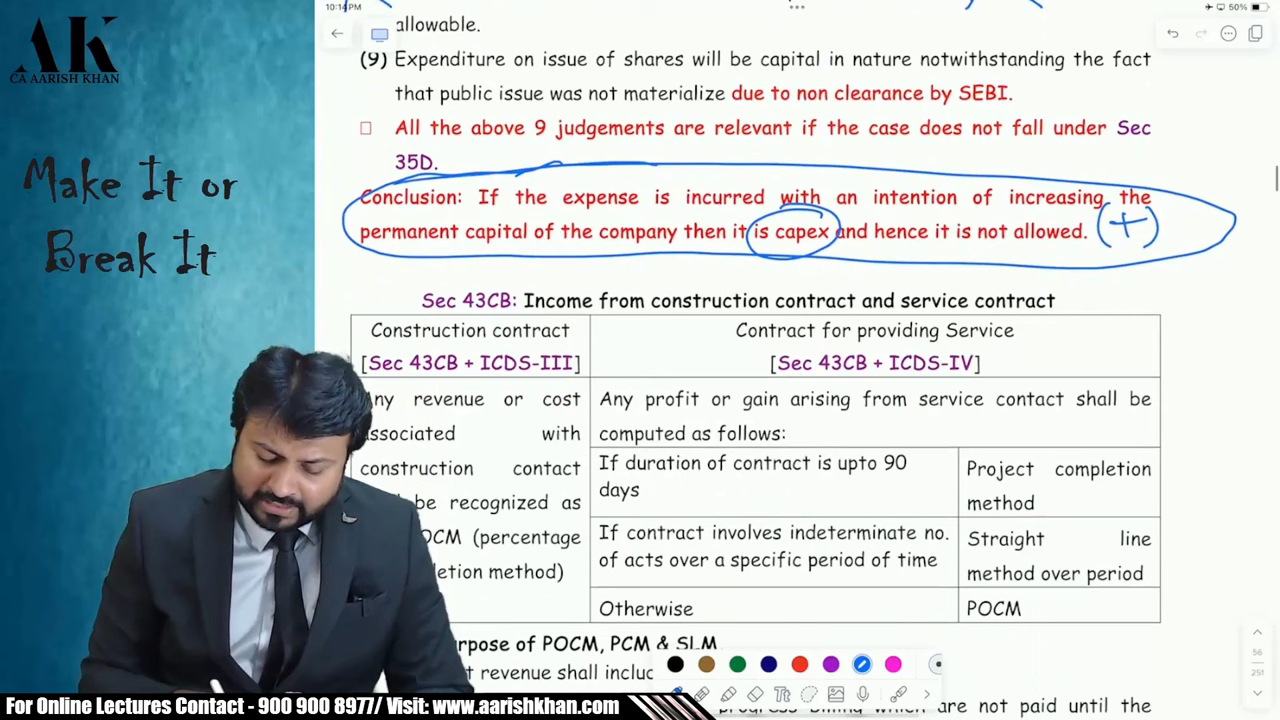 10:14 PM
50%
AK
CA AARISH KHAN
Make It or
Break It
allowable.
(9) Expenditure on issue of shares will be capital in nature notwithstanding the fact
that public issue was not materialize due to non clearance by SEBI.
All the above 9 judgements are relevant if the case does not fall under Sec
35D.
Conclusion: If the expense is incurred with an intention of increasing the
permanent capital of the company then it is capex and hence it is not allowed. (+)
Sec 43CB: Income from construction contract and service contract
Construction contract
[Sec 43CB + ICDS-III]
Contract for providing Service
[Sec 43CB + ICDS-IV]
Any revenue or cost
associated with
construction contact
be recognized as
OCM (percentage
letion method)
Any profit or gain arising from service contact shall be
computed as follows:
If duration of contract is upto 90
days
Project completion
method
If contract involves indeterminate no.
of acts over a specific period of time
Straight line
method over period
Otherwise
POCM
rpose of POCM, PCM & SLM
t revenue shall inclu
progress billing which are not paid until the
56
251
For Online Lectures Contact - 900 900 8977/ Visit: www.aarishkhan.com